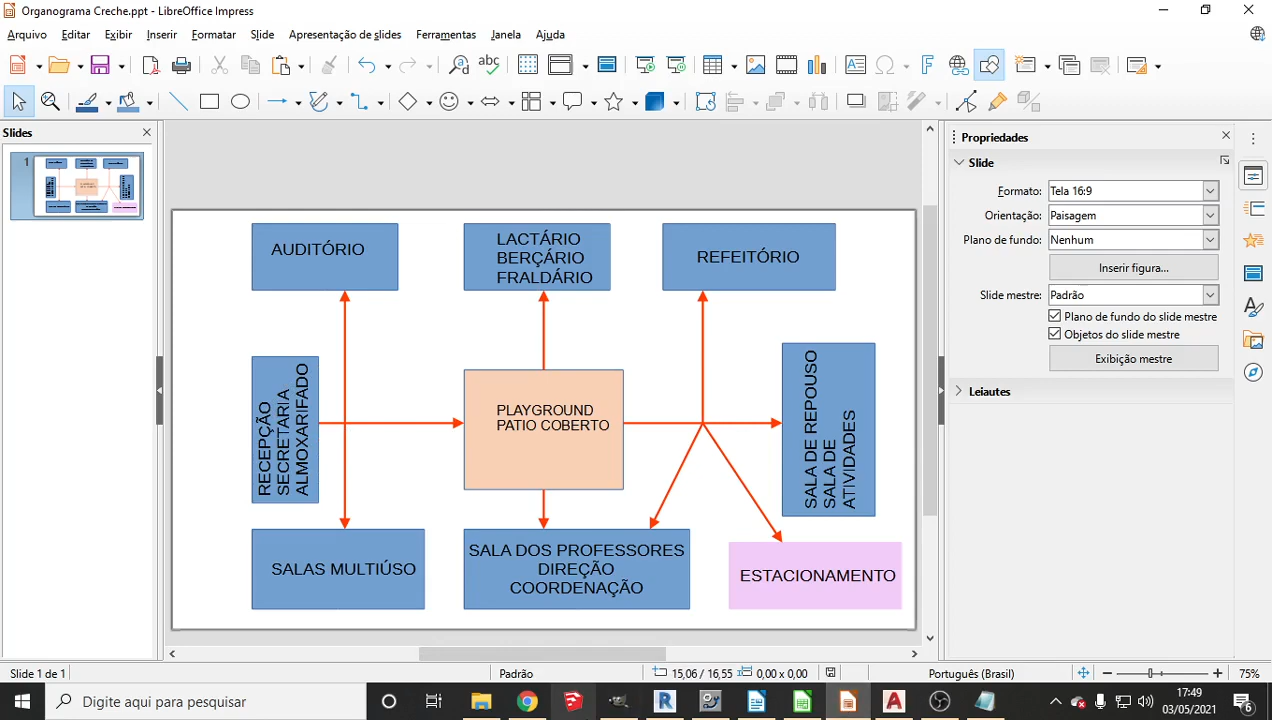 Organograma Creche.ppt - LibreOffice Impress
Arquivo Editar Exibir Inserir Formatar Slide Apresentação de slides Ferramentas Janela Ajuda
Slides
1
AUDITÓRIO
LACTÁRIO
BERÇÁRIO
FRALDÁRIO
REFEITÓRIO
RECEPÇÃO
SECRETARIA
ALMOXARIFADO
PLAYGROUND
PATIO COBERTO
SALA DE REPOUSO
SALA DE
ATIVIDADES
SALAS MULTIÚSO
SALA DOS PROFESSORES
DIREÇÃO
COORDENAÇÃO
ESTACIONAMENTO
Propriedades
Slide
Formato: Tela 16:9
Orientação: Paisagem
Plano de fundo: Nenhum
Inserir figura...
Slide mestre: Padrão
Plano de fundo do slide mestre
Objetos do slide mestre
Exibição mestre
Leiautes
Slide 1 de 1 Padrão 15,06 / 16,55 0,00 x 0,00 Português (Brasil) 75%
Digite aqui para pesquisar
17:49
03/05/2021
6